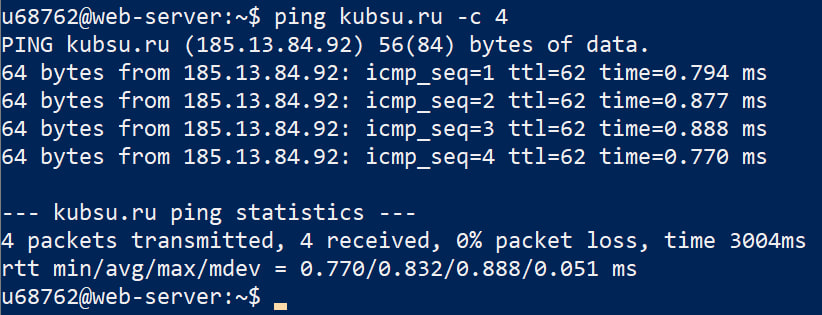 u68762@web-server:~$ ping kubsu.ru -c 4
PING kubsu.ru (185.13.84.92) 56(84) bytes of data.
64 bytes from 185.13.84.92: icmp_seq=1 ttl=62 time=0.794 ms
64 bytes from 185.13.84.92: icmp_seq=2 ttl=62 time=0.877 ms
64 bytes from 185.13.84.92: icmp_seq=3 ttl=62 time=0.888 ms
64 bytes from 185.13.84.92: icmp_seq=4 ttl=62 time=0.770 ms

--- kubsu.ru ping statistics ---
4 packets transmitted, 4 received, 0% packet loss, time 3004ms
rtt min/avg/max/mdev = 0.770/0.832/0.888/0.051 ms
u68762@web-server:~$